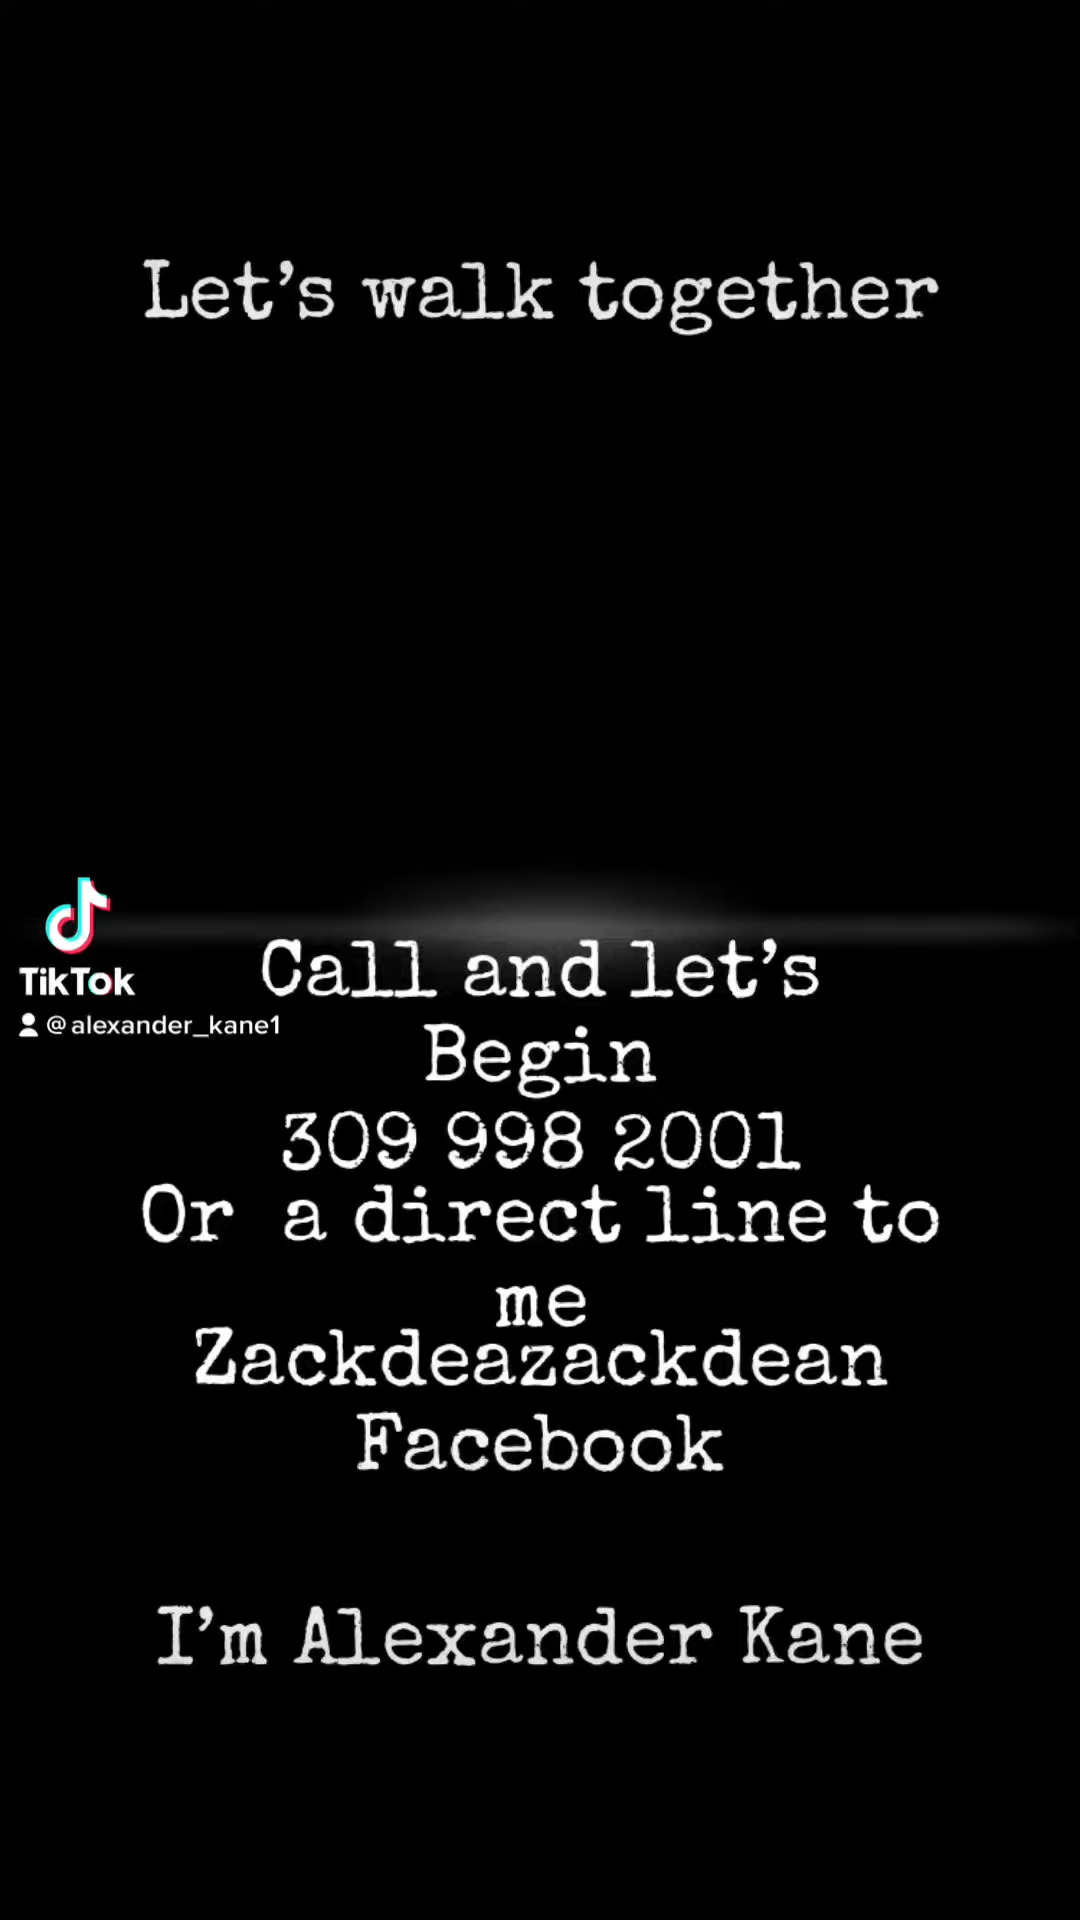 Let’s walk together
TikTok
@alexander_kane1
Call and let’s
Begin
309 998 2001
Or a direct line to
me
Zackdeazackdean
Facebook
I’m Alexander Kane